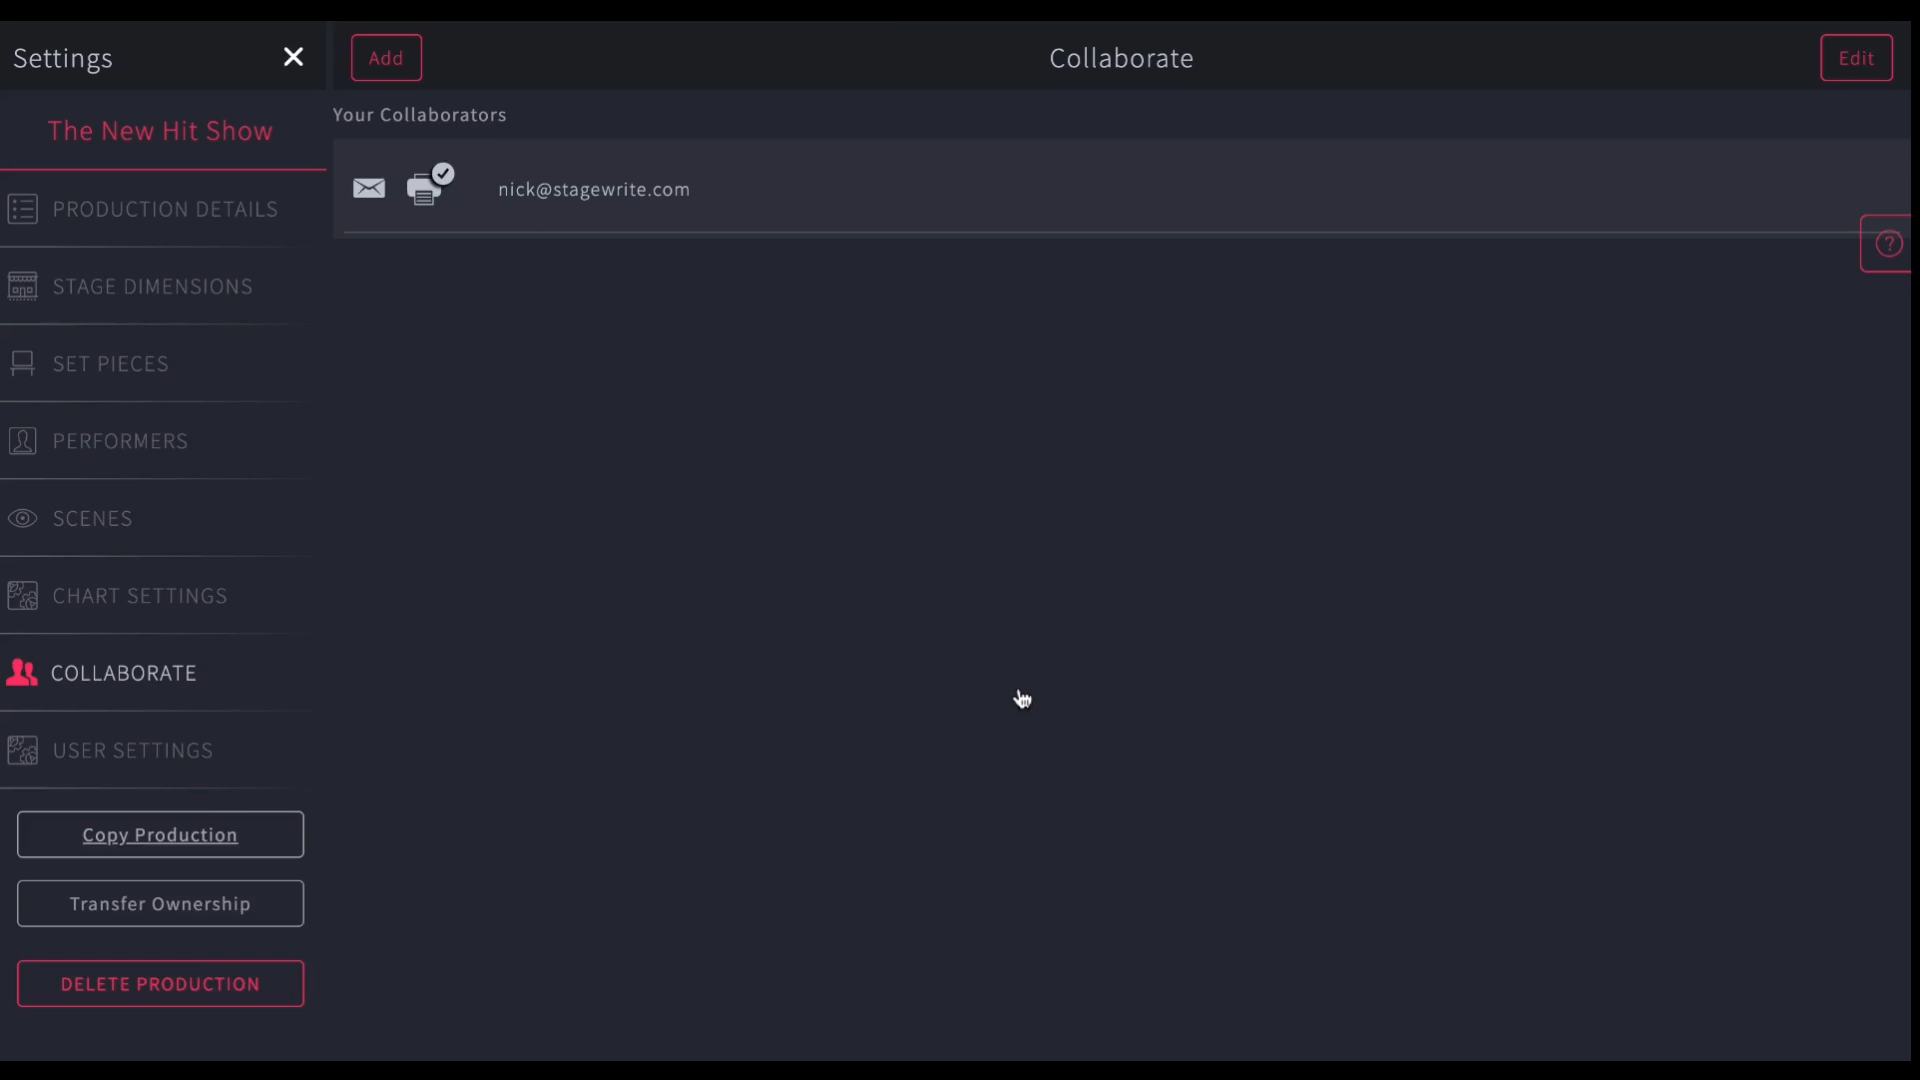 Settings
Add
Collaborate
Edit
The New Hit Show
Your Collaborators
nick@stagewrite.com
PRODUCTION DETAILS
STAGE DIMENSIONS
SET PIECES
PERFORMERS
SCENES
CHART SETTINGS
COLLABORATE
USER SETTINGS
Copy Production
Transfer Ownership
DELETE PRODUCTION
?